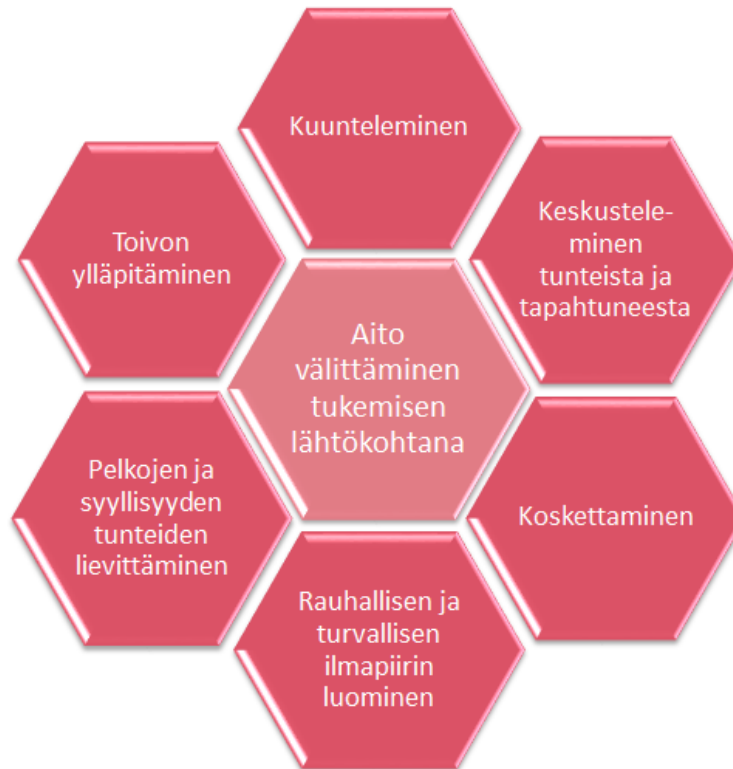 Kuunteleminen
Keskustele-
minen
tunteista ja
tapahtuneesta
Toivon
ylläpitäminen
Aito
välittäminen
tukemisen
lähtökohtana
Koskettaminen
Pelkojen ja
syyllisyyden
tunteiden
lievittäminen
Rauhallisen ja
turvallisen
ilmapiirin
luominen